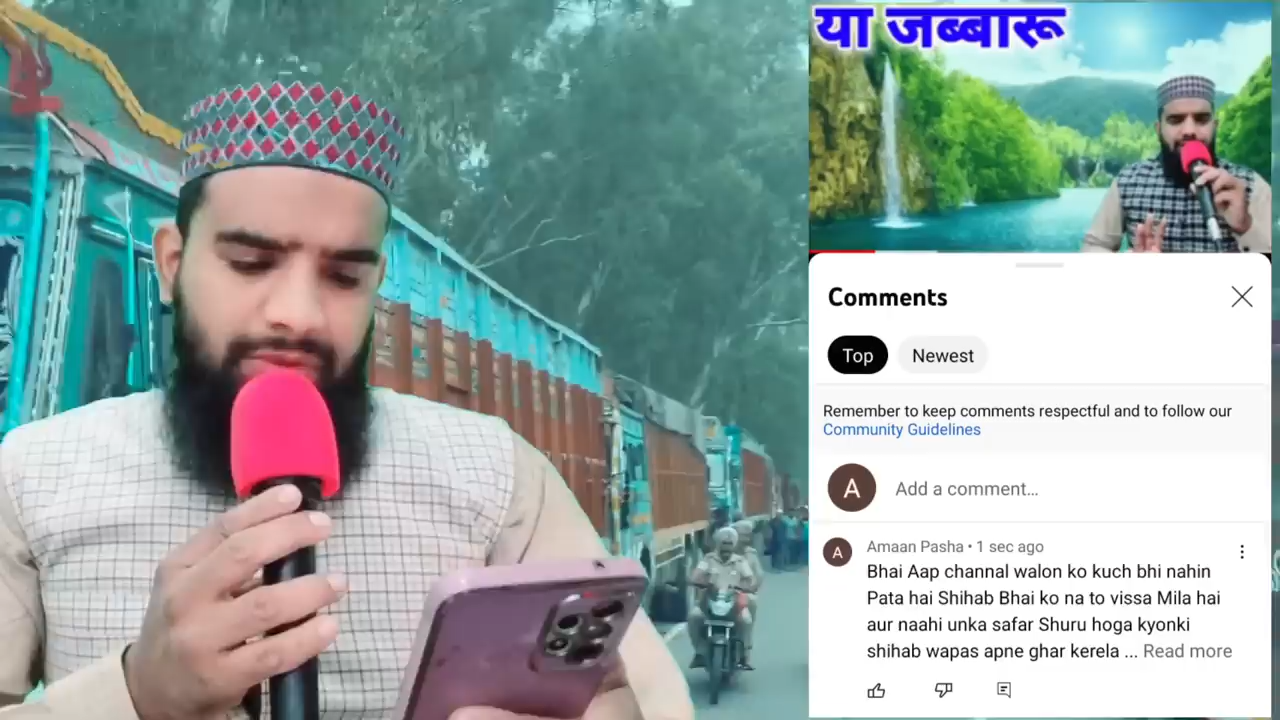 या जब्बारू
Comments
Top
Newest
Remember to keep comments respectful and to follow our
Community Guidelines
A
Add a comment…
A
Amaan Pasha • 1 sec ago
Bhai Aap channal walon ko kuch bhi nahin
Pata hai Shihab Bhai ko na to vissa Mila hai
aur naahi unka safar Shuru hoga kyonki
shihab wapas apne ghar kerela ... Read more